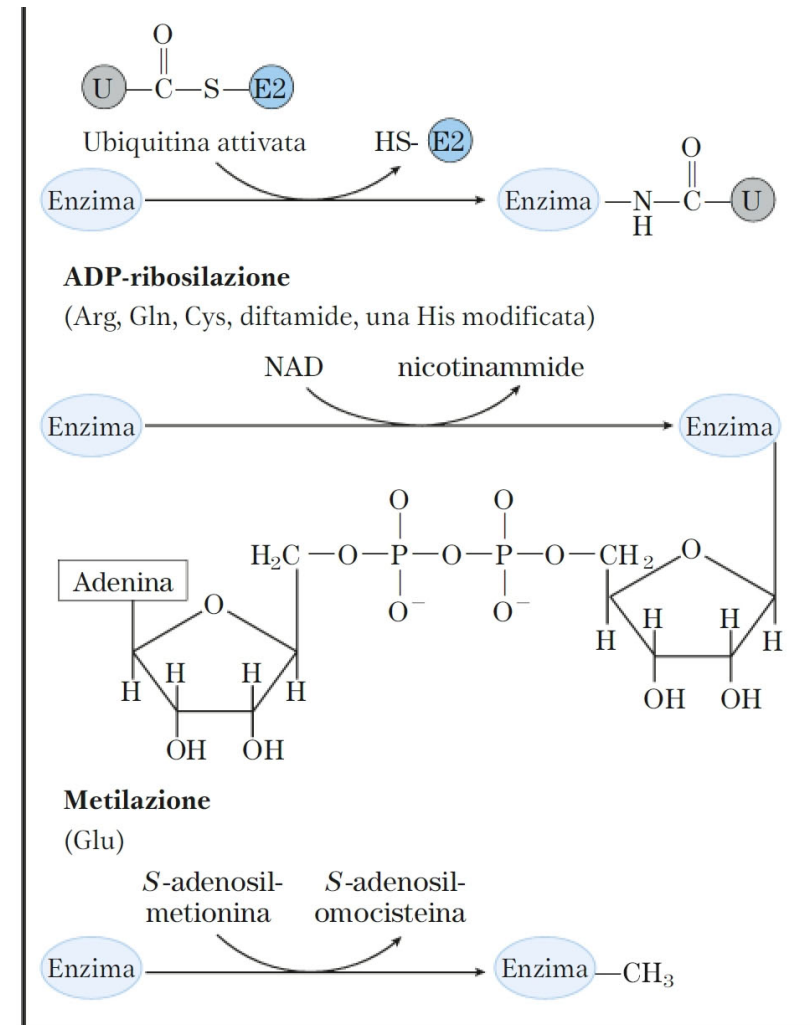 O
U—C—S—E2
Ubiquitina attivata
HS- E2
O
Enzima
Enzima —N—C—U
H
ADP-ribosilazione
(Arg, Gln, Cys, diftamide, una His modificata)
NAD
nicotinammide
Enzima
Enzima
O O
H₂C—O—P—O—P—O—CH₂ O
Adenina
O⁻ O⁻
O
H H H H
H H H H
OH OH
OH OH
Metilazione
(Glu)
S-adenosil-
metionina
S-adenosil-
omocisteina
Enzima
Enzima —CH₃